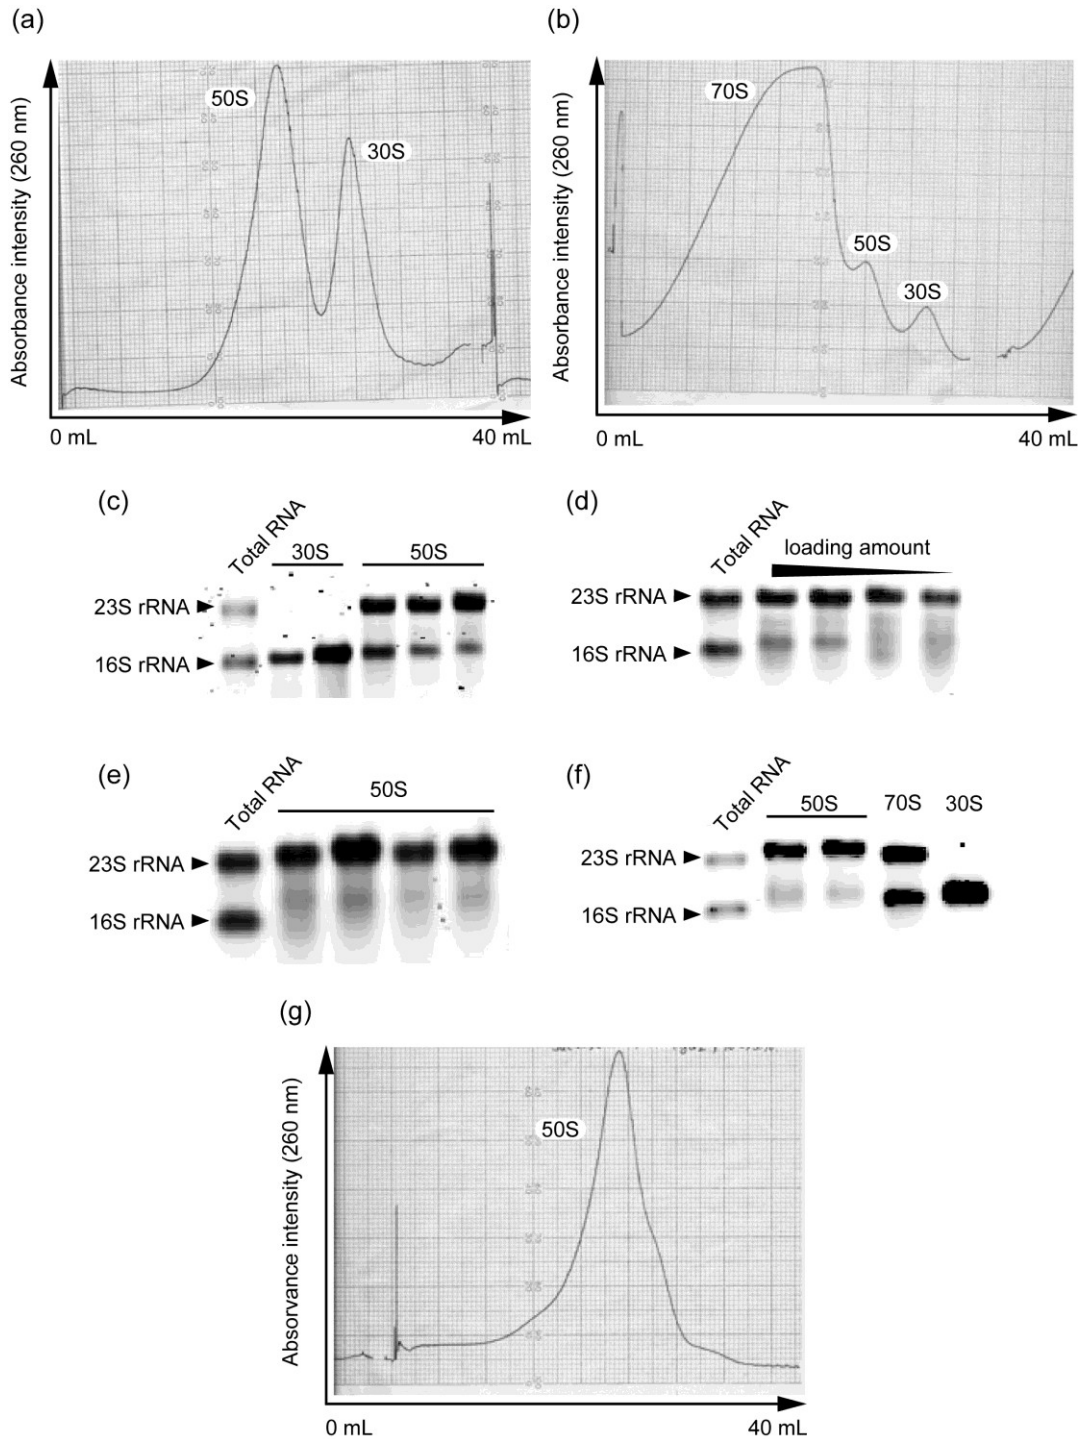 (a)
Absorbance intensity (260 nm)
50S
30S
0 mL
40 mL
(b)
Absorbance intensity (260 nm)
70S
50S
30S
0 mL
40 mL
(c)
Total RNA
30S
50S
23S rRNA
16S rRNA
(d)
Total RNA
loading amount
23S rRNA
16S rRNA
(e)
Total RNA
50S
23S rRNA
16S rRNA
(f)
Total RNA
50S
70S
30S
23S rRNA
16S rRNA
(g)
Absorvance intensity (260 nm)
50S
0 mL
40 mL